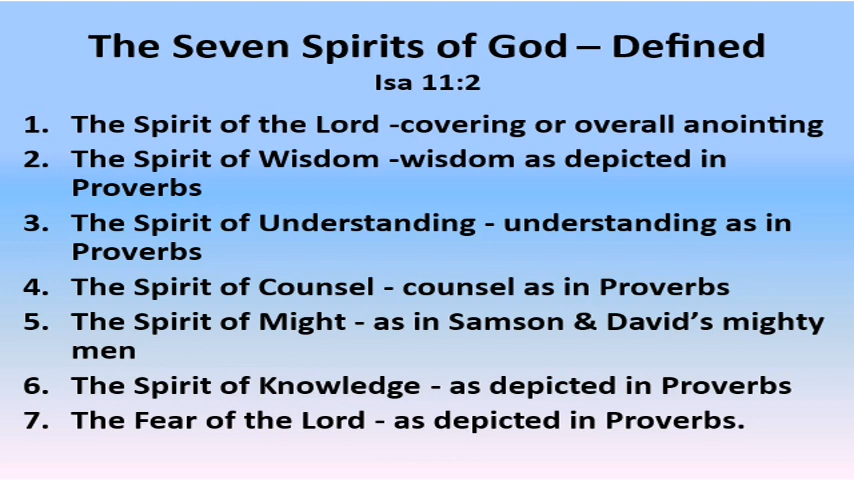 The Seven Spirits of God – Defined
Isa 11:2
1. The Spirit of the Lord -covering or overall anointing
2. The Spirit of Wisdom -wisdom as depicted in
Proverbs
3. The Spirit of Understanding - understanding as in
Proverbs
4. The Spirit of Counsel - counsel as in Proverbs
5. The Spirit of Might - as in Samson & David’s mighty
men
6. The Spirit of Knowledge - as depicted in Proverbs
7. The Fear of the Lord - as depicted in Proverbs.